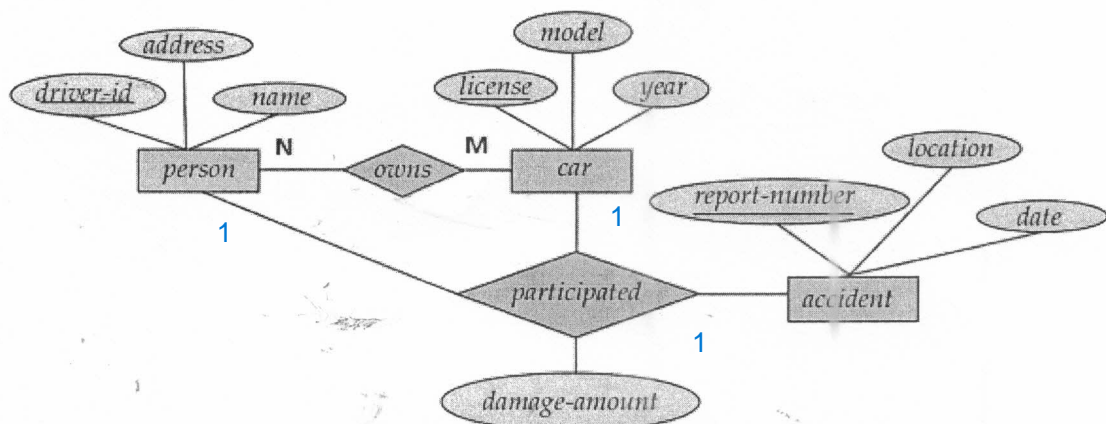 model
address
license
year
driver-id
name
N
M
location
person
owns
car
report-number
1
1
date
participated
accident
1
damage-amount